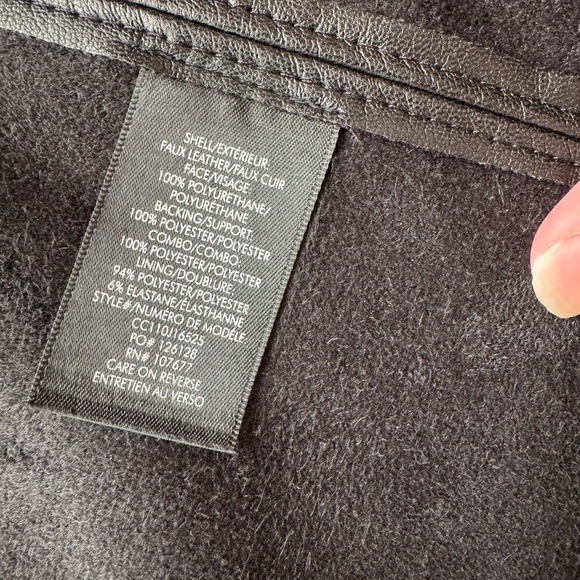 SHELL/EXTÉRIEUR.
FAUX LEATHER/FAUX CUIR
FACE/VISAGE:
100% POLYURETHANE/
POLYURÉTHANE
BACKING/SUPPORT.
100% POLYESTER/POLYESTER
COMBO/COMBO.
100% POLYESTER/POLYESTER
LINING/DOUBLURE.
94% POLYESTER/POLYESTER
6% ELASTANE/ÉLASTHANNE
STYLE#/NUMÉRO DE MODÈLE.
CC110J16525
PO# 126128
RN# 107677
CARE ON REVERSE
ENTRETIEN AU VERSO